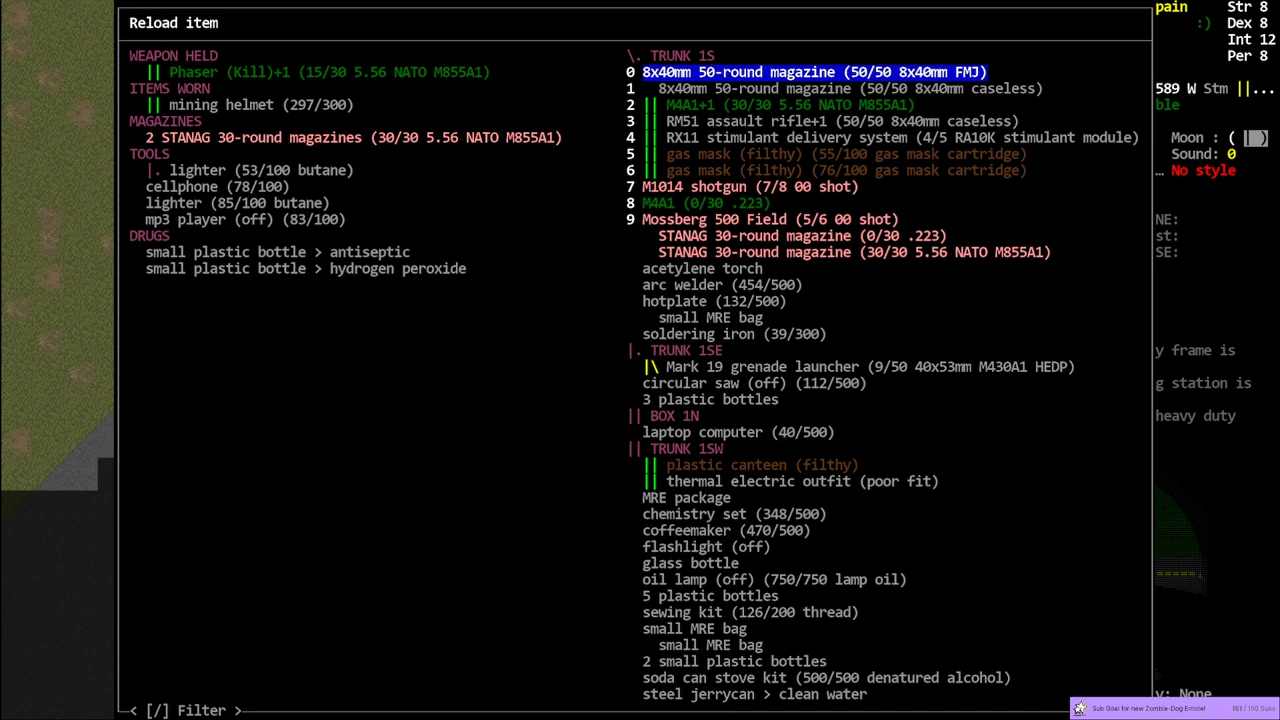 Reload item
WEAPON HELD
|| Phaser (Kill)+1 (15/30 5.56 NATO M855A1)
ITEMS WORN
|| mining helmet (297/300)
MAGAZINES
2 STANAG 30-round magazines (30/30 5.56 NATO M855A1)
TOOLS
|. lighter (53/100 butane)
cellphone (78/100)
lighter (85/100 butane)
mp3 player (off) (83/100)
DRUGS
small plastic bottle > antiseptic
small plastic bottle > hydrogen peroxide
\. TRUNK 1S
0 8x40mm 50-round magazine (50/50 8x40mm FMJ)
1 8x40mm 50-round magazine (50/50 8x40mm caseless)
2 || M4A1+1 (30/30 5.56 NATO M855A1)
3 || RM51 assault rifle+1 (50/50 8x40mm caseless)
4 || RX11 stimulant delivery system (4/5 RA10K stimulant module)
5 || gas mask (filthy) (55/100 gas mask cartridge)
6 || gas mask (filthy) (76/100 gas mask cartridge)
7 M1014 shotgun (7/8 00 shot)
8 M4A1 (0/30 .223)
9 Mossberg 500 Field (5/6 00 shot)
STANAG 30-round magazine (0/30 .223)
STANAG 30-round magazine (30/30 5.56 NATO M855A1)
acetylene torch
arc welder (454/500)
hotplate (132/500)
small MRE bag
soldering iron (39/300)
|. TRUNK 1SE
|\ Mark 19 grenade launcher (9/50 40x53mm M430A1 HEDP)
circular saw (off) (112/500)
3 plastic bottles
|| BOX 1N
laptop computer (40/500)
|| TRUNK 1SW
|| plastic canteen (filthy)
|| thermal electric outfit (poor fit)
MRE package
chemistry set (348/500)
coffeemaker (470/500)
flashlight (off)
glass bottle
oil lamp (off) (750/750 lamp oil)
5 plastic bottles
sewing kit (126/200 thread)
small MRE bag
small MRE bag
2 small plastic bottles
soda can stove kit (500/500 denatured alcohol)
steel jerrycan > clean water
< [/] Filter >
pain
Str 8
:) Dex 8
Int 12
Per 8
589 W Stm ||...
ble
Moon : (
Sound: 0
… No style
NE:
st:
SE:
y frame is
g station is
heavy duty
=====.
y: None
Sub Goal for new Zombie-Dog Emote!
151 / 150 Subs